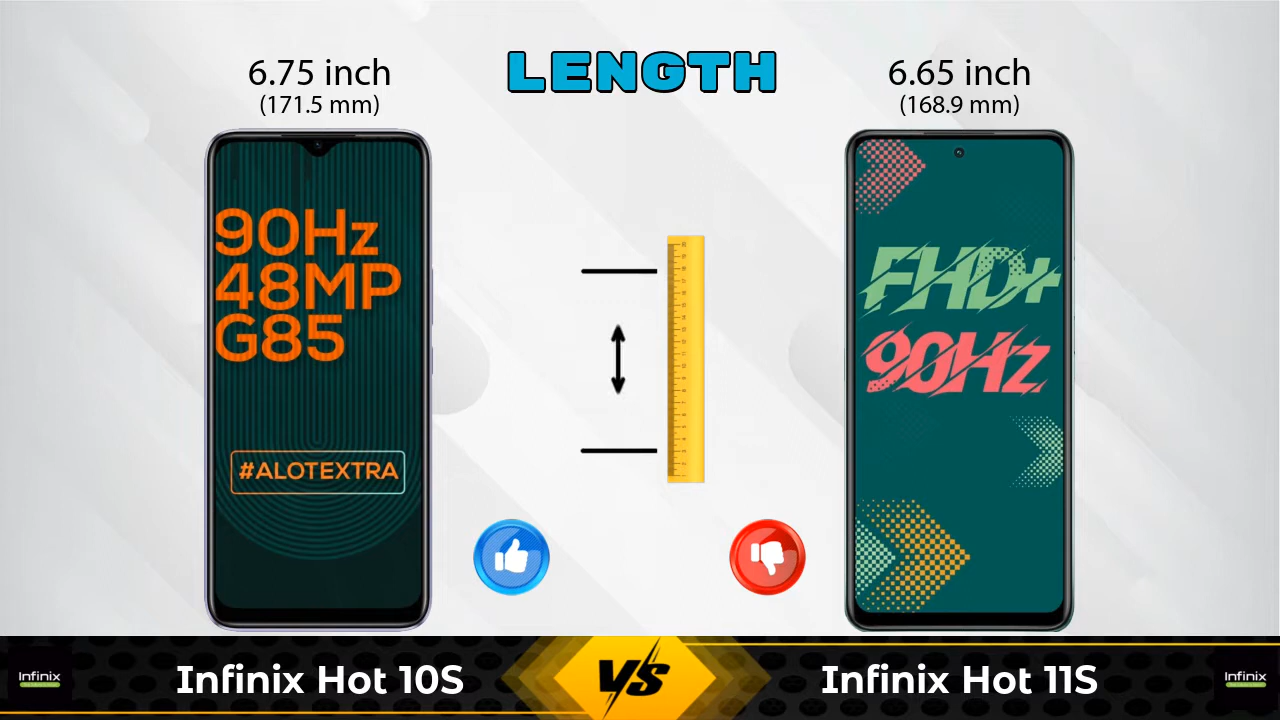 LENGTH
6.75 inch
(171.5 mm)
6.65 inch
(168.9 mm)
90Hz
48MP
G85
#ALOTEXTRA
FHD+
90Hz
Infinix
Infinix Hot 10S
VS
Infinix Hot 11S
Infinix